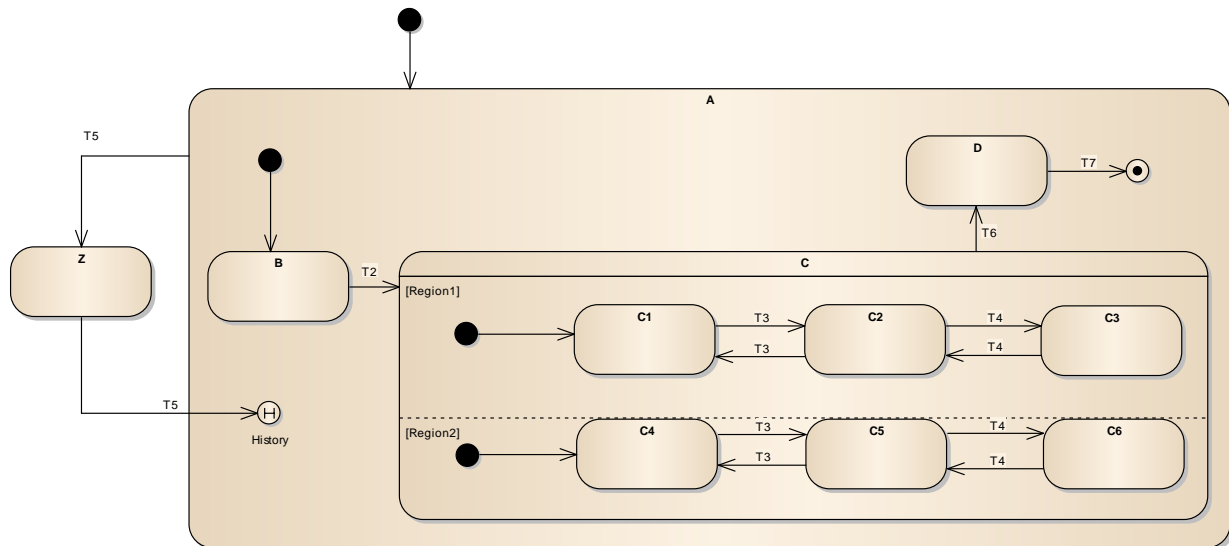 A
T5
D
T7
Z
B
T2
T6
C
[Region1]
C1
T3
C2
T4
C3
T3
T4
T5
H
History
[Region2]
C4
T3
C5
T4
C6
T3
T4